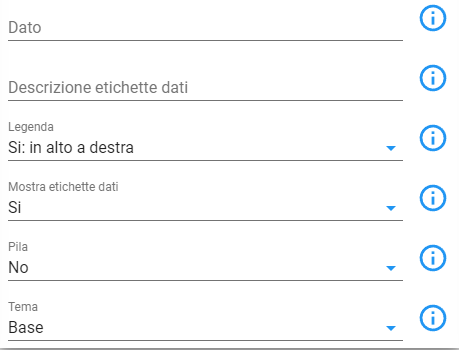 Dato
Descrizione etichette dati
Legenda
Si: in alto a destra
Mostra etichette dati
Si
Pila
No
Tema
Base